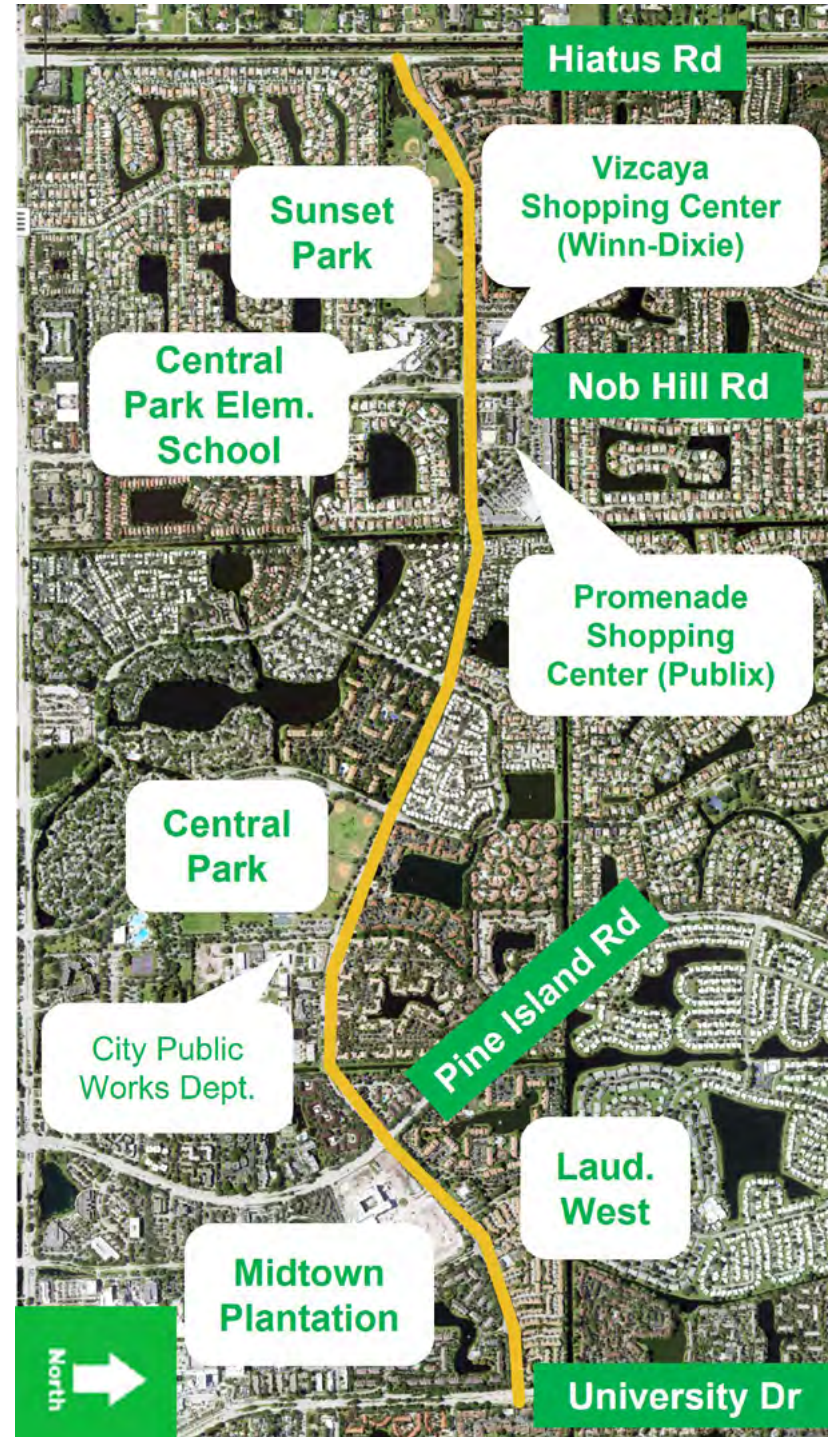 Hiatus Rd
Vizcaya
Shopping Center
(Winn-Dixie)
Sunset
Park
Central
Park Elem.
School
Nob Hill Rd
Promenade
Shopping
Center (Publix)
Central
Park
Pine Island Rd
City Public
Works Dept.
Laud.
West
Midtown
Plantation
North
University Dr